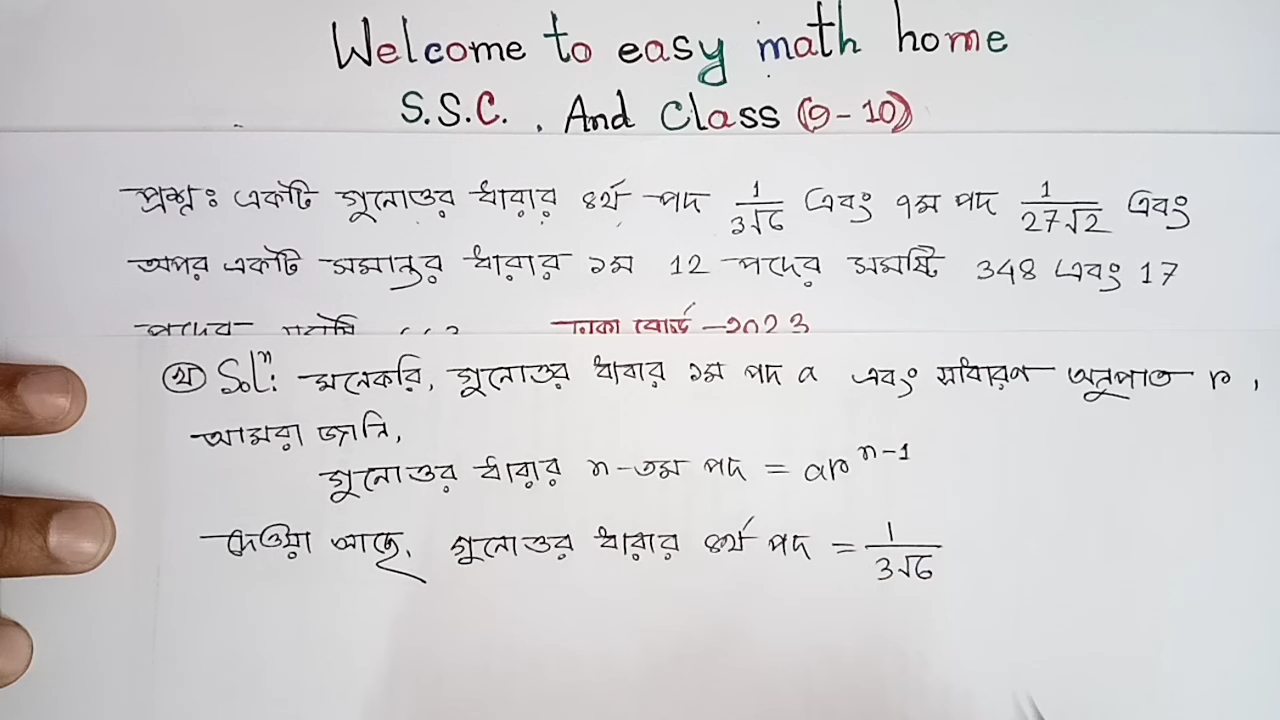 Welcome to easy math home
S.S.C. . And Class (9-10)
প্রশ্ন: একটি গুনোত্তর ধারার ৪র্থ পদ 1/3√6 এবং ৭ম পদ 1/27√2 এবং
অপর একটি সমান্তর ধারার ১ম 12 পদের সমষ্টি 348 এবং 17
পদের ঢাকা বোর্ড -2023
(খ) Solⁿ: মনেকরি, গুনোত্তর ধারার ১ম পদ a এবং সাধারণ অনুপাত r,
আমরা জানি,
গুনোত্তর ধারার n-তম পদ = ar^(n-1)
দেওয়া আছে, গুনোত্তর ধারার ৪র্থ পদ = 1/3√6